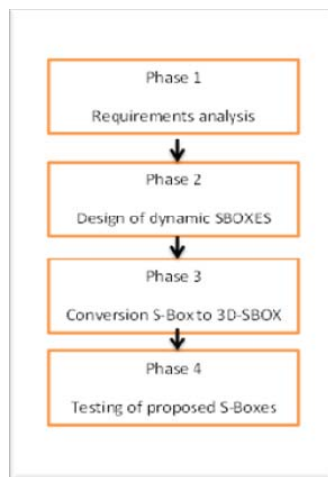 Phase 1
Requirements analysis
Phase 2
Design of dynamic SBOXES
Phase 3
Conversion S-Box to 3D-SBOX
Phase 4
Testing of proposed S-Boxes